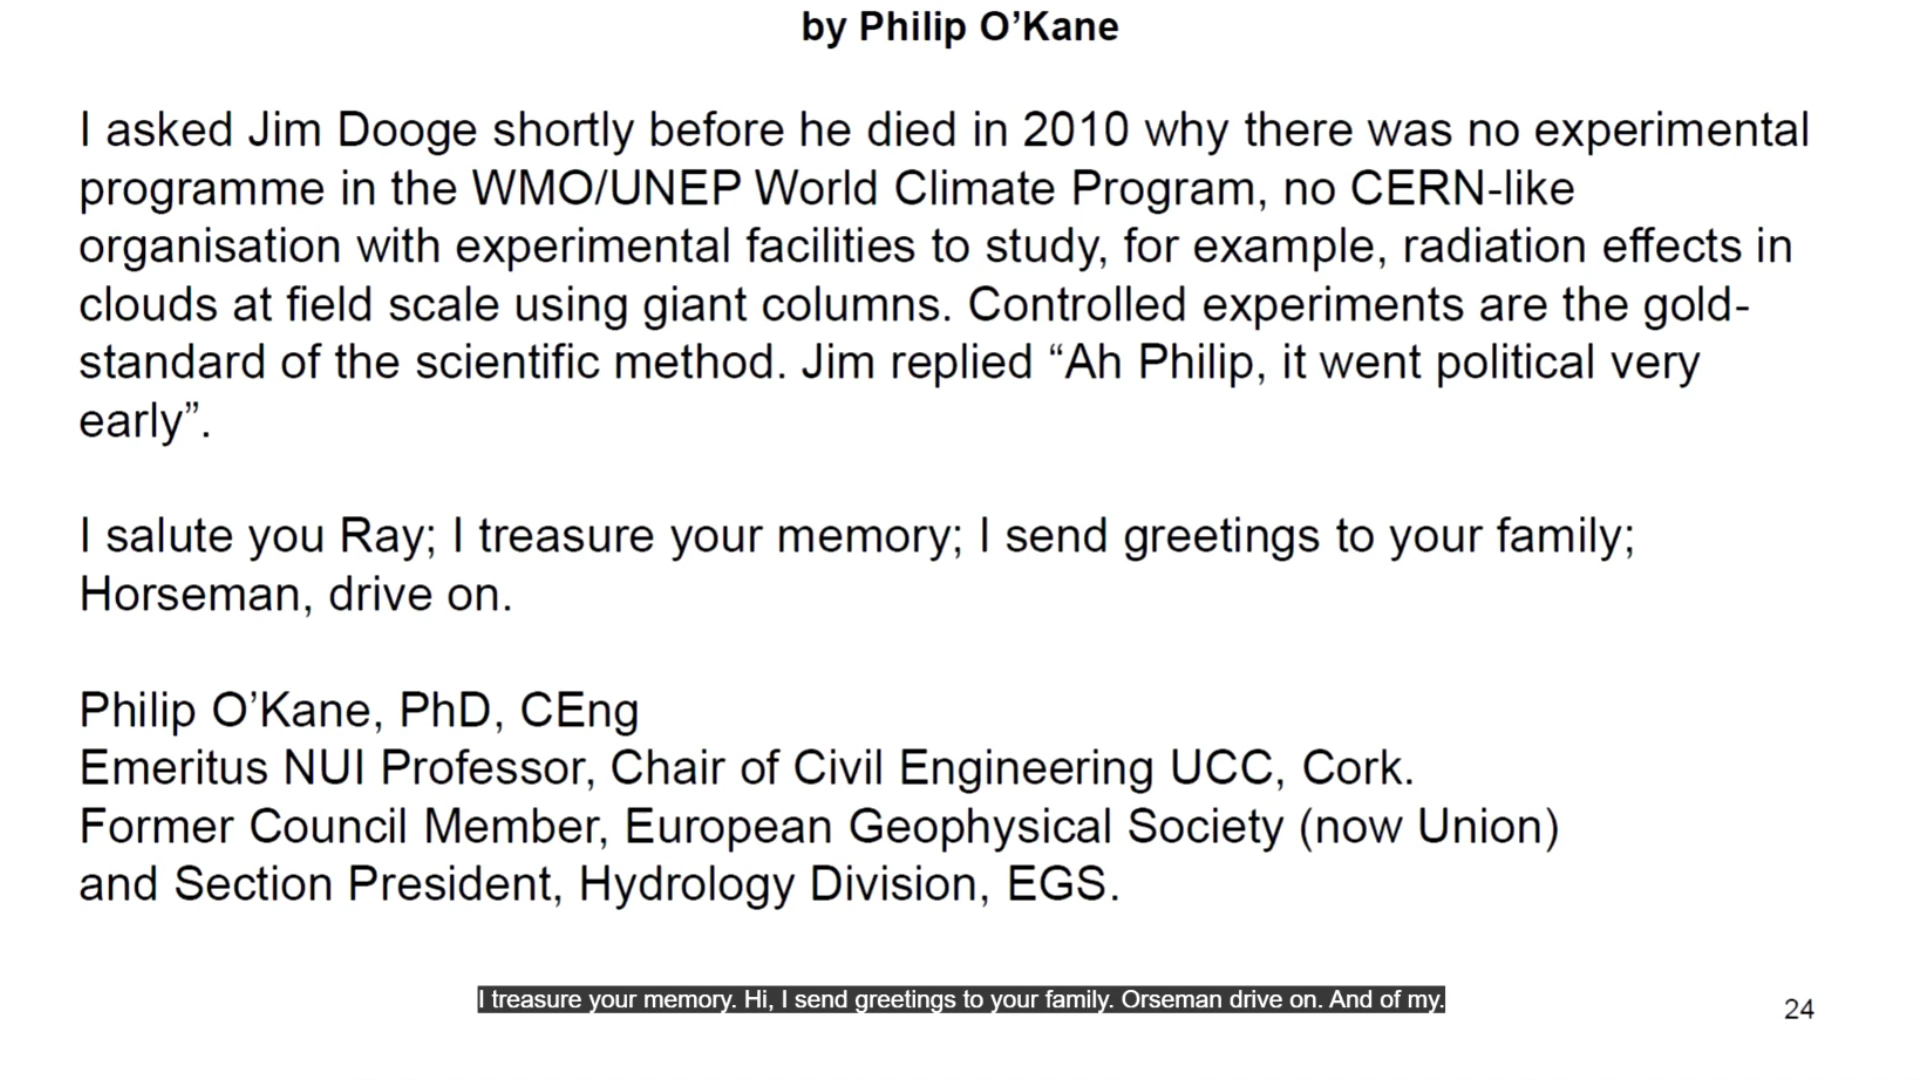 by Philip O’Kane
I asked Jim Dooge shortly before he died in 2010 why there was no experimental
programme in the WMO/UNEP World Climate Program, no CERN-like
organisation with experimental facilities to study, for example, radiation effects in
clouds at field scale using giant columns. Controlled experiments are the gold-
standard of the scientific method. Jim replied “Ah Philip, it went political very
early”.
I salute you Ray; I treasure your memory; I send greetings to your family;
Horseman, drive on.
Philip O’Kane, PhD, CEng
Emeritus NUI Professor, Chair of Civil Engineering UCC, Cork.
Former Council Member, European Geophysical Society (now Union)
and Section President, Hydrology Division, EGS.
I treasure your memory. Hi, I send greetings to your family. Orseman drive on. And of my.
24